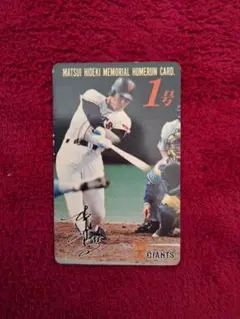 MATSUI HIDEKI MEMORIAL HOMERUN CARD.
1号
GIANTS